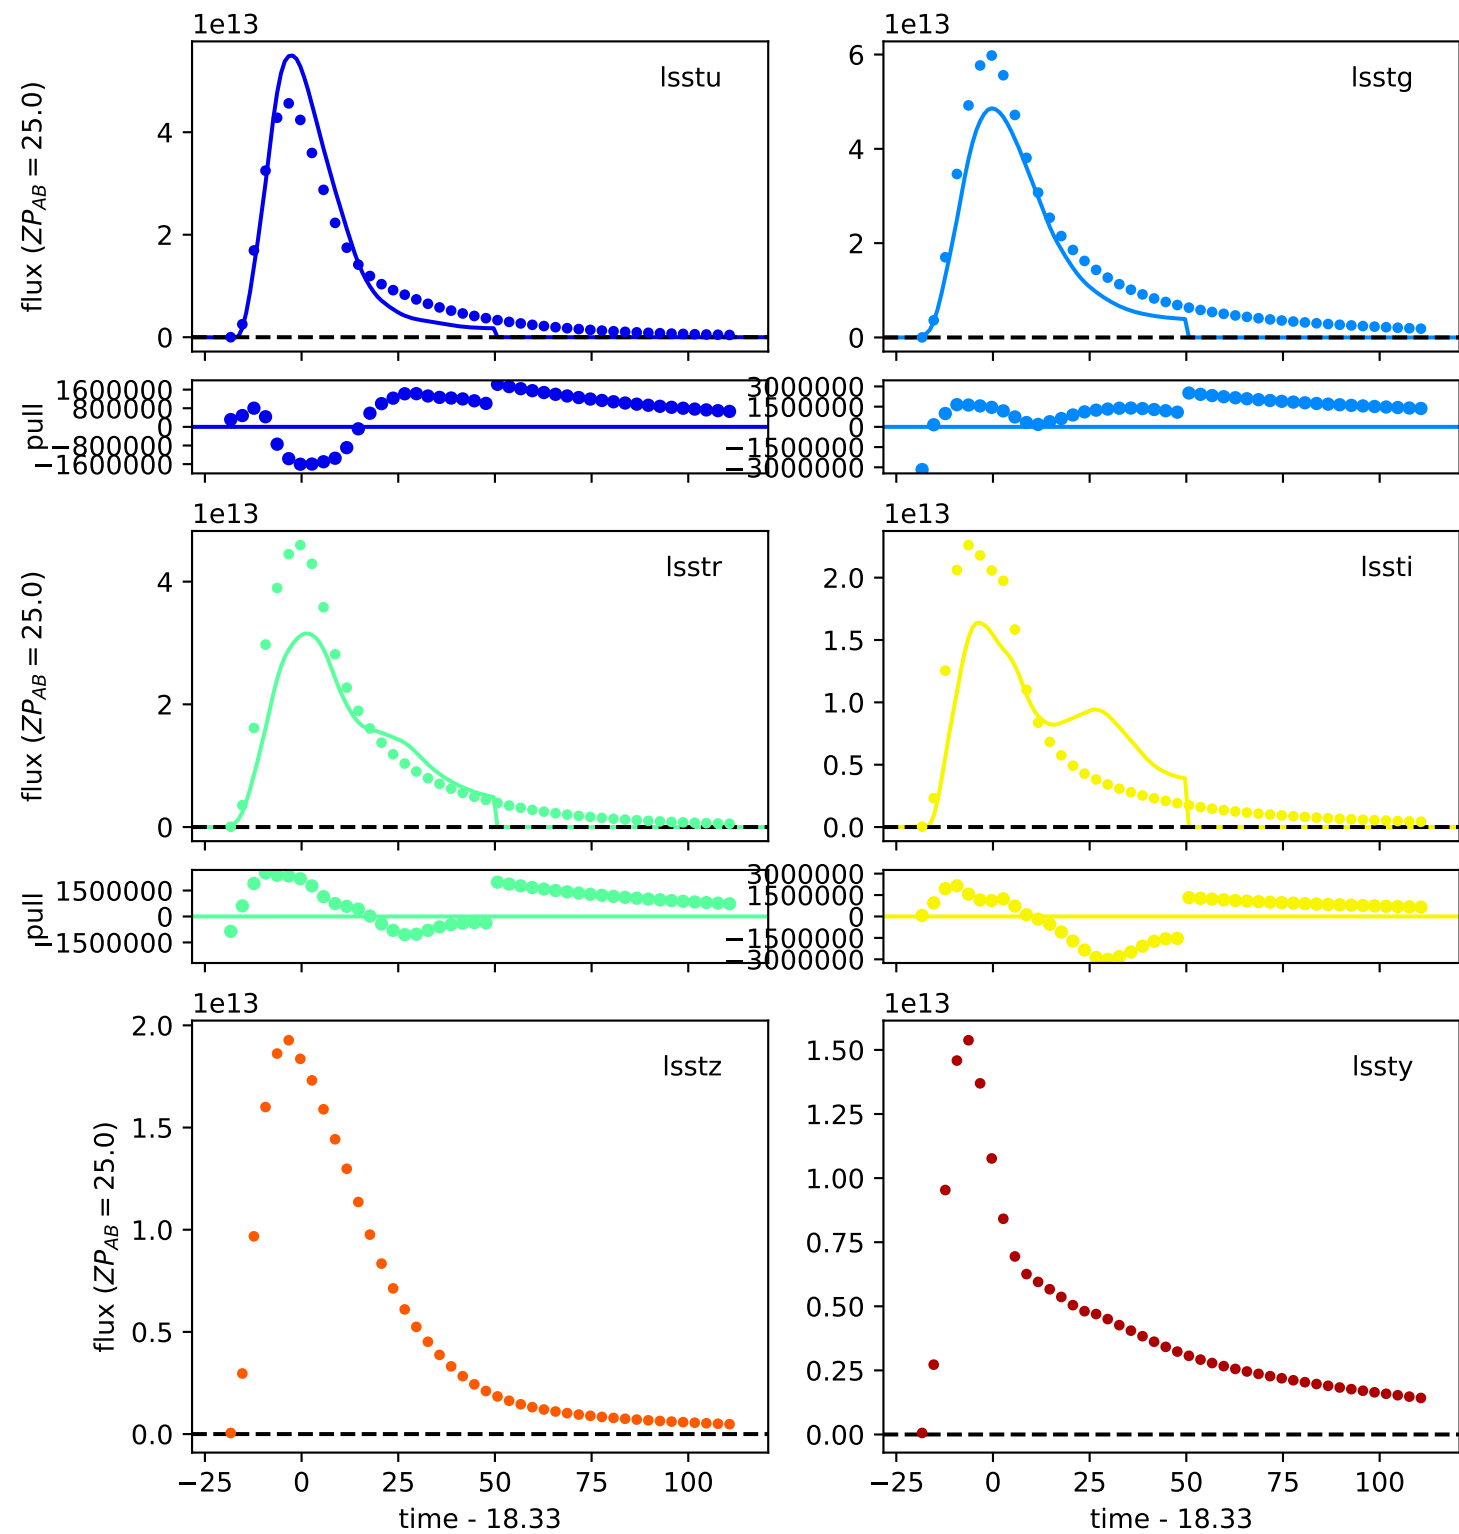 1e13
1e13
lsstu
lsstg
flux (ZP_AB = 25.0)
4
2
0
6
4
2
0
pull
1600000
800000
0
−800000
−1600000
3000000
1500000
0
−1500000
−3000000
1e13
1e13
lsstr
lssti
flux (ZP_AB = 25.0)
4
2
0
2.0
1.5
1.0
0.5
0.0
pull
1500000
0
−1500000
3000000
1500000
0
−1500000
−3000000
1e13
1e13
lsstz
lssty
flux (ZP_AB = 25.0)
2.0
1.5
1.0
0.5
0.0
1.50
1.25
1.00
0.75
0.50
0.25
0.00
−25 0 25 50 75 100
−25 0 25 50 75 100
time - 18.33
time - 18.33